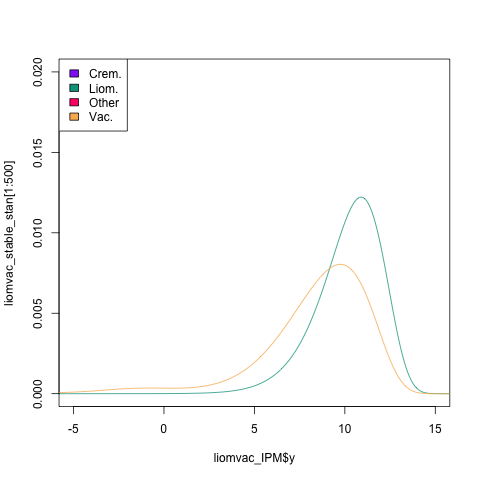 Crem.
Liom.
Other
Vac.
0.020
0.015
0.010
0.005
0.000
liomvac_stable_stan[1:500]
-5
0
5
10
15
liomvac_IPM$y